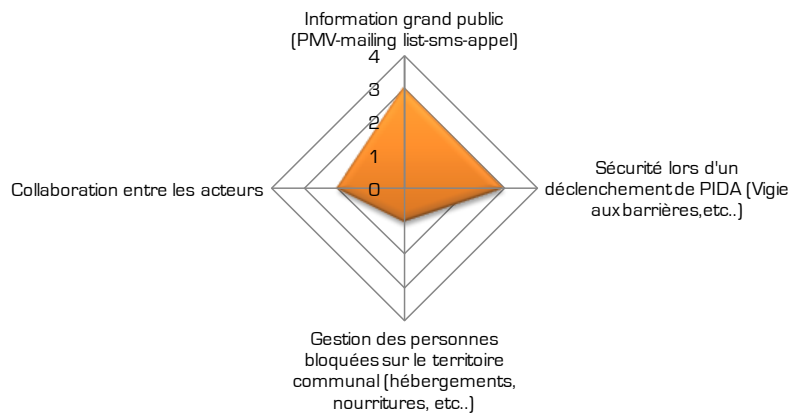 Information grand public
(PMV-mailing list-sms-appel)
4
3
2
1
0
Sécurité lors d'un
déclenchement de PIDA (Vigie
aux barrières,etc..)
Collaboration entre les acteurs
Gestion des personnes
bloquées sur le territoire
communal (hébergements,
nourritures, etc..)